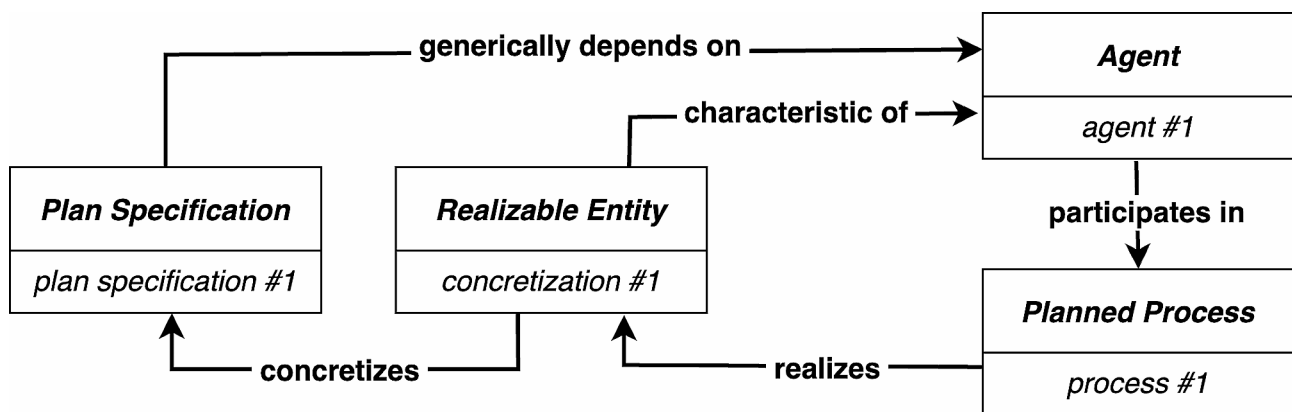 generically depends on
Agent
characteristic of
agent #1
Plan Specification
Realizable Entity
participates in
plan specification #1
concretization #1
Planned Process
concretizes
realizes
process #1